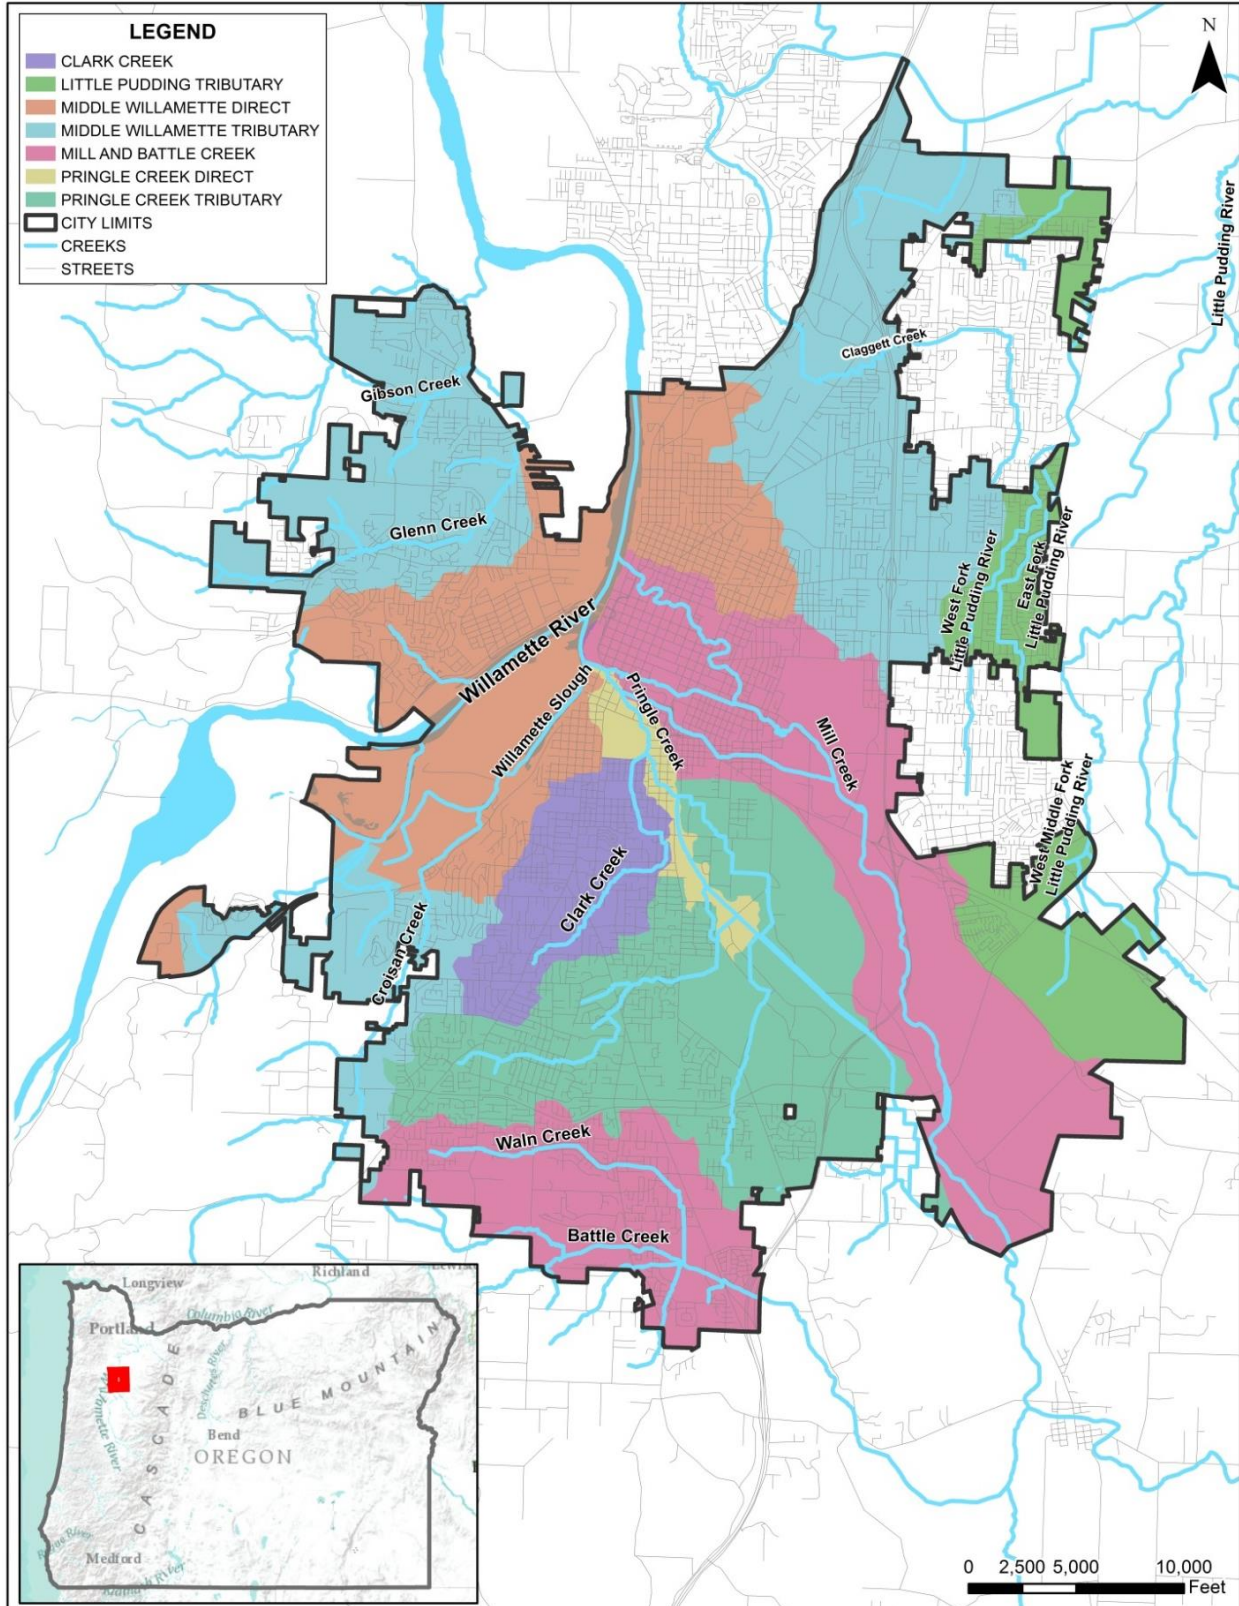 LEGEND
CLARK CREEK
LITTLE PUDDING TRIBUTARY
MIDDLE WILLAMETTE DIRECT
MIDDLE WILLAMETTE TRIBUTARY
MILL AND BATTLE CREEK
PRINGLE CREEK DIRECT
PRINGLE CREEK TRIBUTARY
CITY LIMITS
CREEKS
STREETS
N
Little Pudding River
Claggett Creek
Gibson Creek
Glenn Creek
West Fork
Little Pudding River
East Fork
Little Pudding River
Willamette River
Willamette Slough
Pringle Creek
Mill Creek
West Middle Fork
Little Pudding River
Clark Creek
Croisan Creek
Waln Creek
Battle Creek
Longview
Richland
Columbia River
Portland
CASCADE
Deschutes River
BLUE MOUNTAIN
Willamette River
Bend
OREGON
Medford
0 2,500 5,000 10,000
Feet